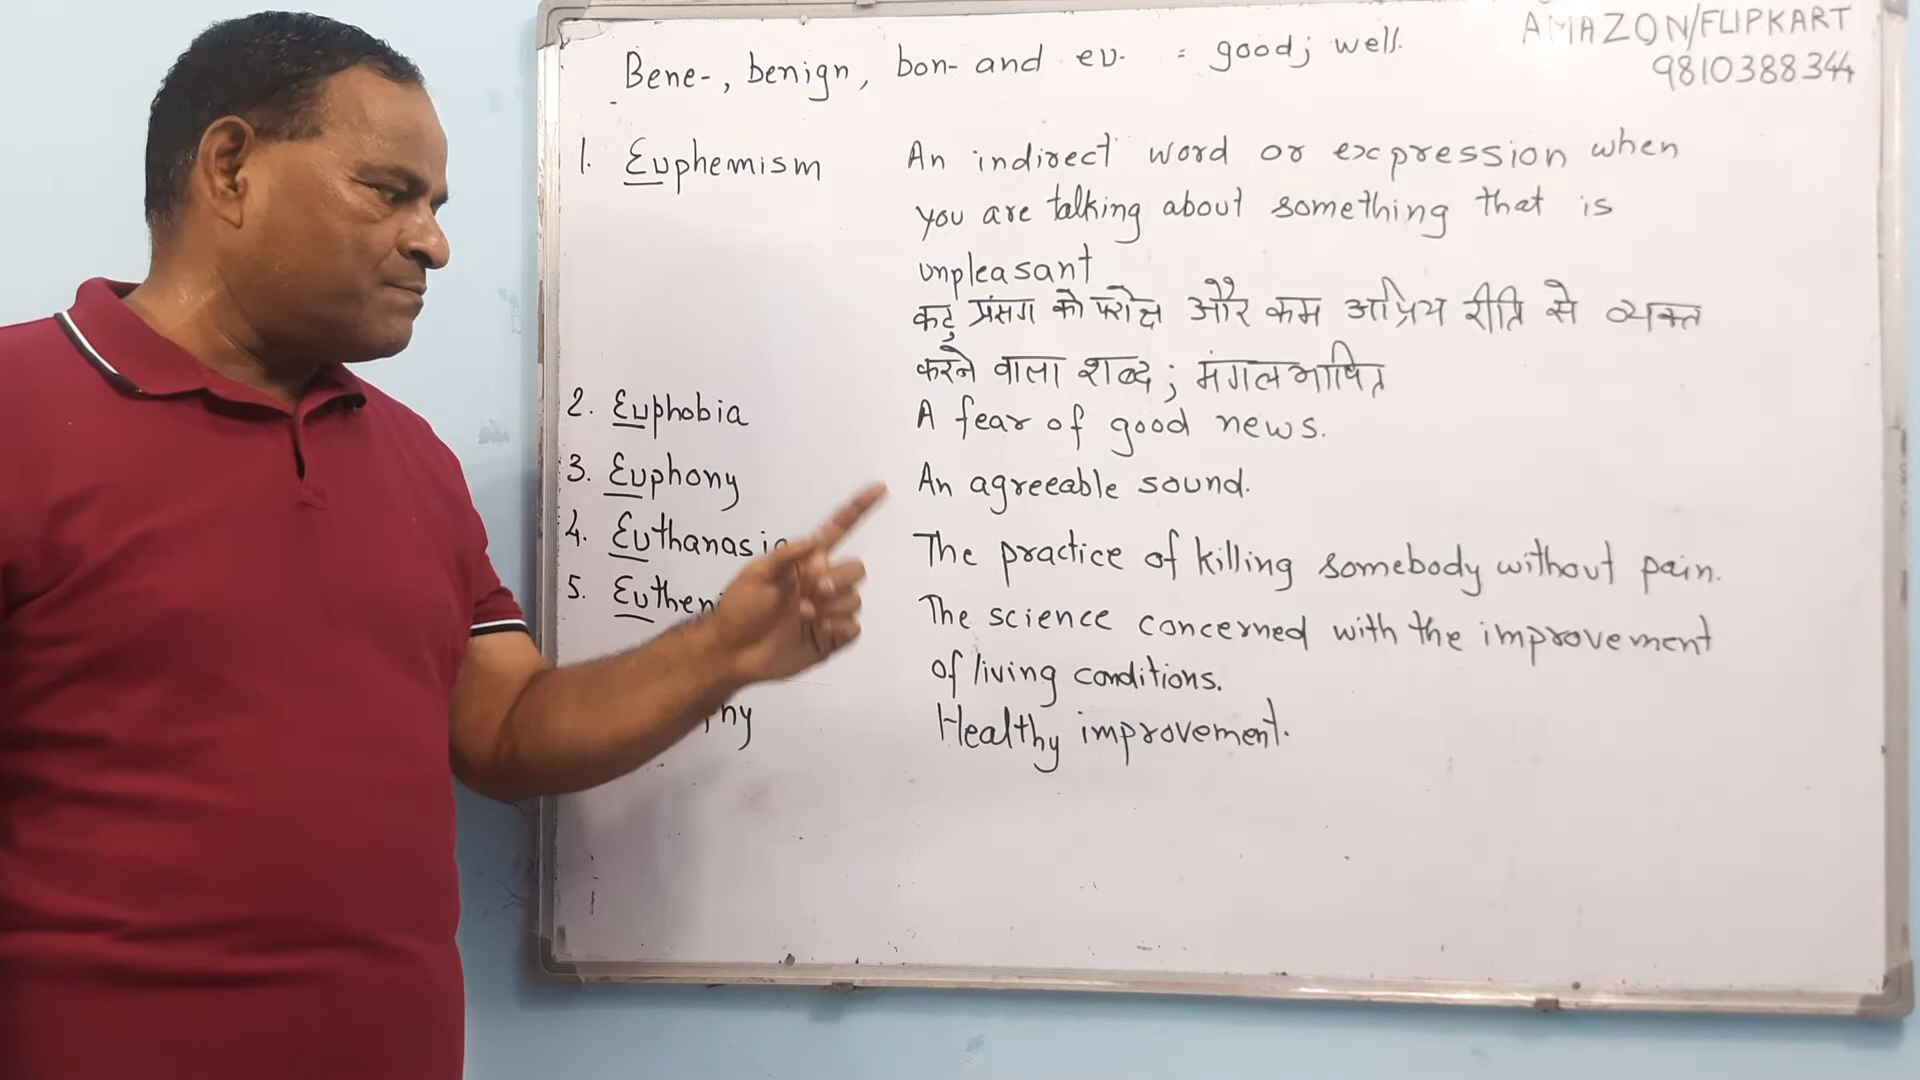 Bene-, benign, bon- and eu- = good; well.
AMAZON/FLIPKART
9810388344
1. Euphemism An indirect word or expression when
you are talking about something that is
unpleasant
कटु प्रंसग को परोक्ष और कम अप्रिय रीति से व्यक्त
करने वाला शब्द; मंगलभाषित
2. Euphobia A fear of good news.
3. Euphony An agreeable sound.
4. Euthanasia The practice of killing somebody without pain.
5. The science concerned with the improvement
of living conditions.
Healthy improvement.